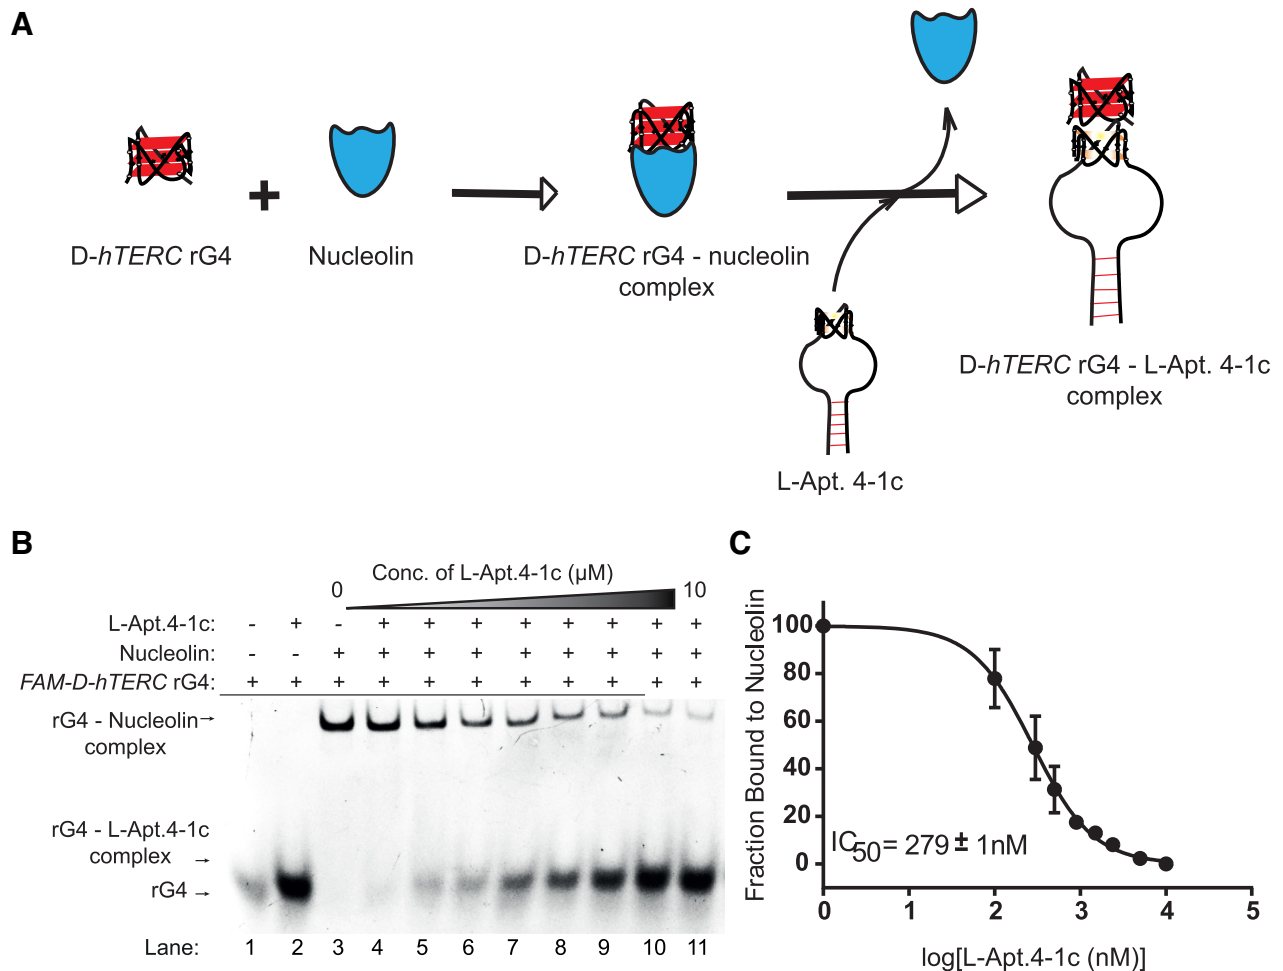 A
D-hTERC rG4
Nucleolin
D-hTERC rG4 - nucleolin
complex
L-Apt. 4-1c
D-hTERC rG4 - L-Apt. 4-1c
complex
B
Conc. of L-Apt.4-1c (µM)
0
10
L-Apt.4-1c: - + - + + + + + + + +
Nucleolin: - - + + + + + + + + +
FAM-D-hTERC rG4: + + + + + + + + + + +
rG4 - Nucleolin→
complex
rG4 - L-Apt.4-1c
complex →
rG4 →
Lane: 1 2 3 4 5 6 7 8 9 10 11
C
Fraction Bound to Nucleolin
100
80
60
40
20
0
IC50 = 279 ± 1nM
0 1 2 3 4 5
log[L-Apt.4-1c (nM)]